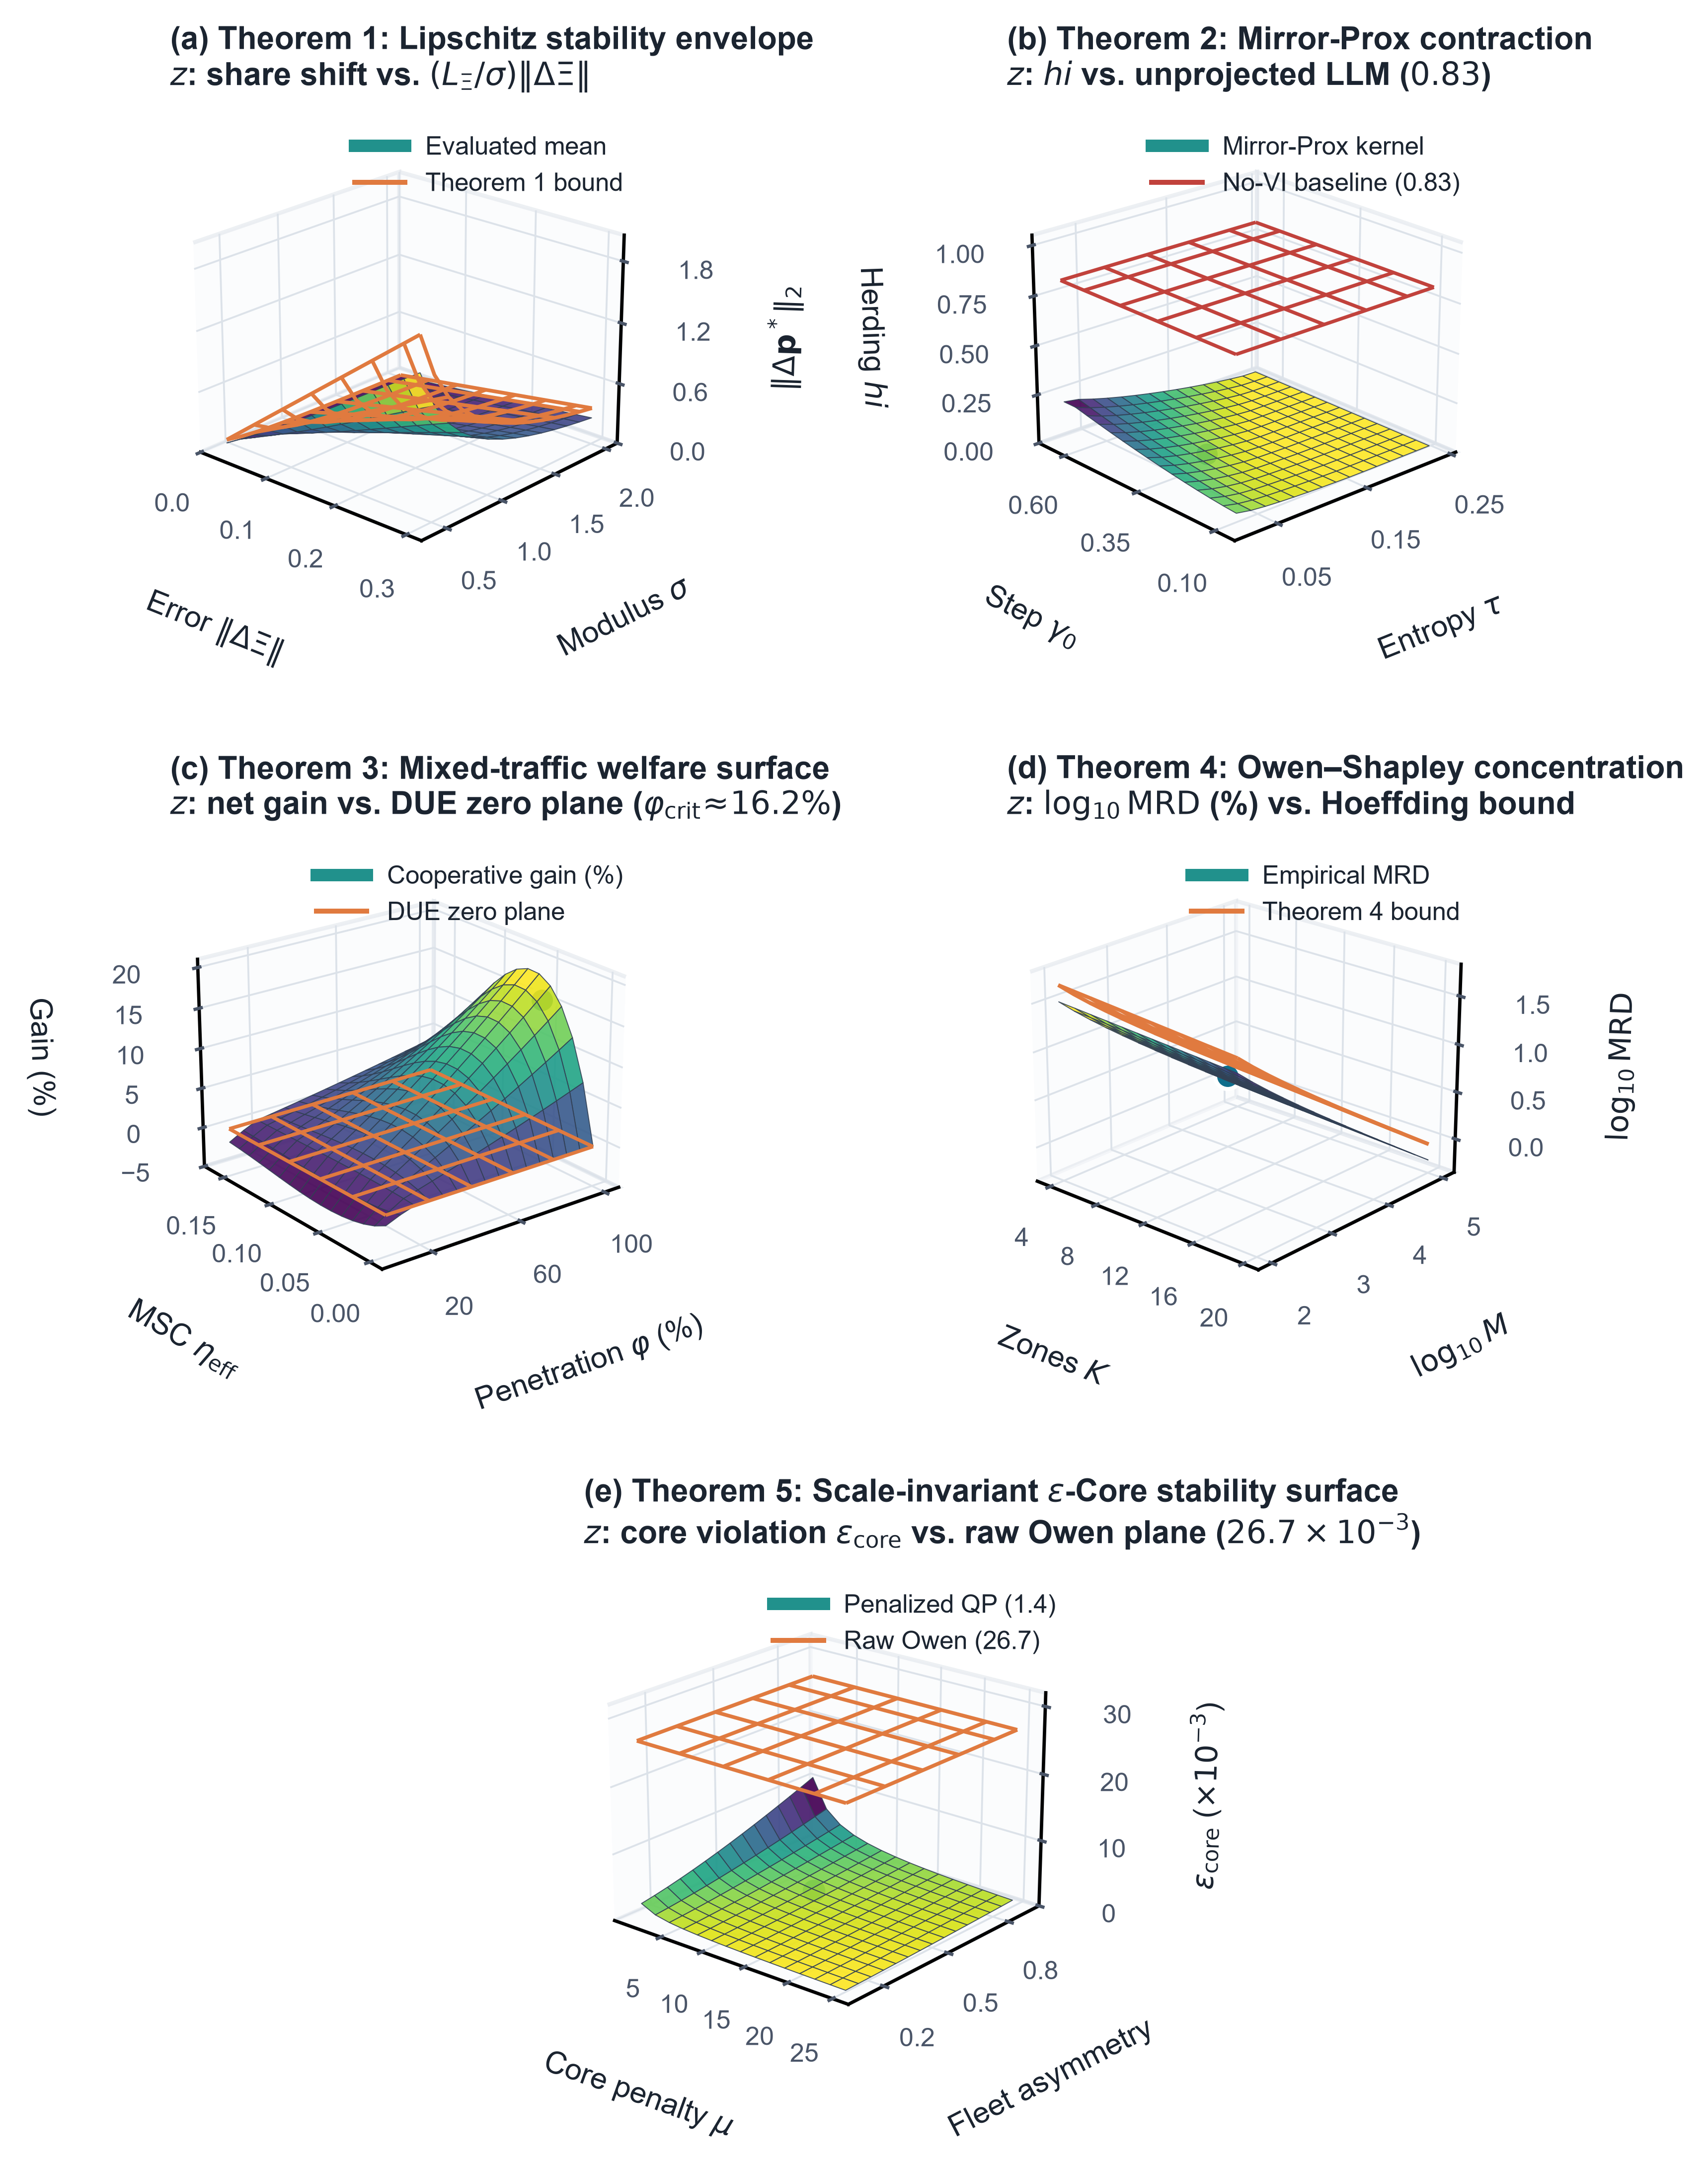 (a) Theorem 1: Lipschitz stability envelope
z: share shift vs. (L_Ξ/σ)‖ΔΞ‖
Evaluated mean
Theorem 1 bound
1.8
1.2
0.6
0.0
‖Δp*‖₂
0.0
0.1
0.2
0.3
Error ‖ΔΞ‖
0.5
1.0
1.5
2.0
Modulus σ
(b) Theorem 2: Mirror-Prox contraction
z: hi vs. unprojected LLM (0.83)
Mirror-Prox kernel
No-VI baseline (0.83)
Herding hi
1.00
0.75
0.50
0.25
0.00
0.60
0.35
0.10
Step γ₀
0.05
0.15
0.25
Entropy τ
(c) Theorem 3: Mixed-traffic welfare surface
z: net gain vs. DUE zero plane (φ_crit≈16.2%)
Cooperative gain (%)
DUE zero plane
Gain (%)
20
15
10
5
0
−5
0.15
0.10
0.05
0.00
MSC η_eff
20
60
100
Penetration φ (%)
(d) Theorem 4: Owen–Shapley concentration
z: log₁₀ MRD (%) vs. Hoeffding bound
Empirical MRD
Theorem 4 bound
1.5
1.0
0.5
0.0
log₁₀ MRD
4
8
12
16
20
Zones K
2
3
4
5
log₁₀ M
(e) Theorem 5: Scale-invariant ε-Core stability surface
z: core violation ε_core vs. raw Owen plane (26.7 × 10⁻³)
Penalized QP (1.4)
Raw Owen (26.7)
30
20
10
0
ε_core (×10⁻³)
5
10
15
20
25
Core penalty μ
0.2
0.5
0.8
Fleet asymmetry